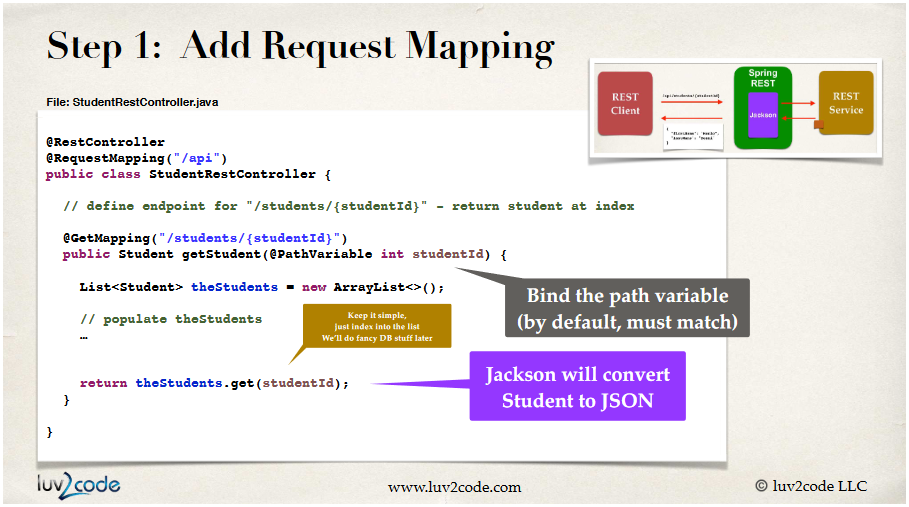 Step 1: Add Request Mapping
File: StudentRestController.java
@RestController
@RequestMapping("/api")
public class StudentRestController {
// define endpoint for "/students/{studentId}" – return student at index
@GetMapping("/students/{studentId}")
public Student getStudent(@PathVariable int studentId) {
List<Student> theStudents = new ArrayList<>();
// populate theStudents
…
return theStudents.get(studentId);
}
}
REST
Client
/api/students/{studentId}
{
}
Spring
REST
Jackson
REST
Service
Bind the path variable
(by default, must match)
Keep it simple,
just index into the list
We'll do fancy DB stuff later
Jackson will convert
Student to JSON
luv2code
www.luv2code.com
© luv2code LLC